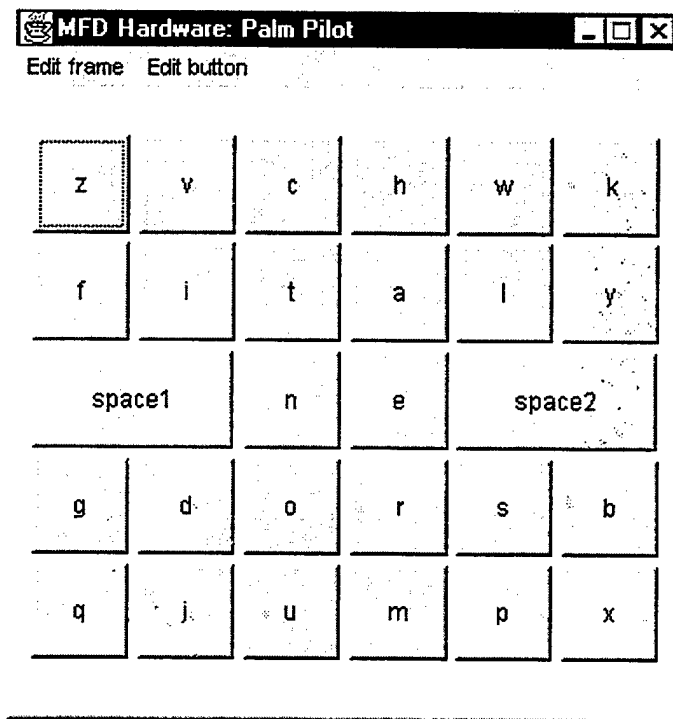 MFD Hardware: Palm Pilot
Edit frame Edit button
z v c h w k
f i t a l y
space1 n e space2
g d o r s b
q j u m p x